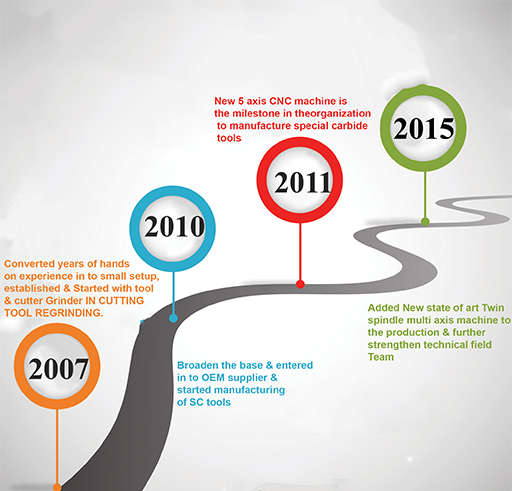 New 5 axis CNC machine is
the milestone in theorganization
to manufacture special carbide
tools
2015
2011
2010
Converted years of hands
on experience in to small setup,
established & Started with tool
& cutter Grinder IN CUTTING
TOOL REGRINDING.
2007
Added New state of art Twin
spindle multi axis machine to
the production & further
strengthen technical field
Team
Broaden the base & entered
in to OEM supplier &
started manufacturing
of SC tools